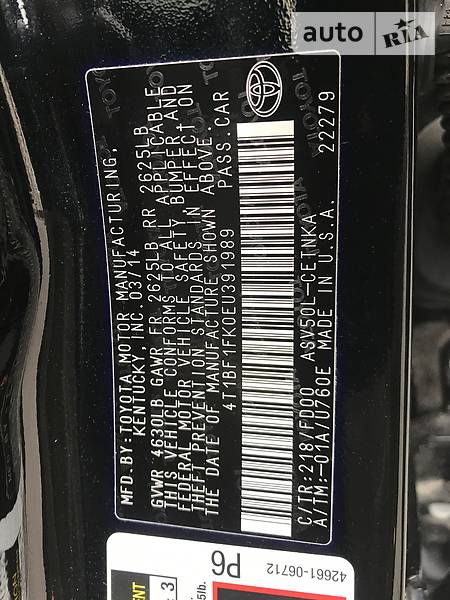 auto RIA
MFD. BY: TOYOTA MOTOR MANUFACTURING,
KENTUCKY, INC. 03/14
GVWR 4630LB GAWR FR 2625LB RR 2625LB
THIS VEHICLE CONFORMS TO ALL APPLICABLE
FEDERAL MOTOR VEHICLE SAFETY, BUMPER AND
THEFT PREVENTION STANDARDS IN EFFECT ON
THE DATE OF MANUFACTURE SHOWN ABOVE.
4T1BF1FK0EU391989 PASS.CAR
C/TR:218/FJ00 ASV50L-CETNKA
A/TM:-01A/U760E MADE IN U.S.A. 22279
TOYOTA
42661-06712
P6